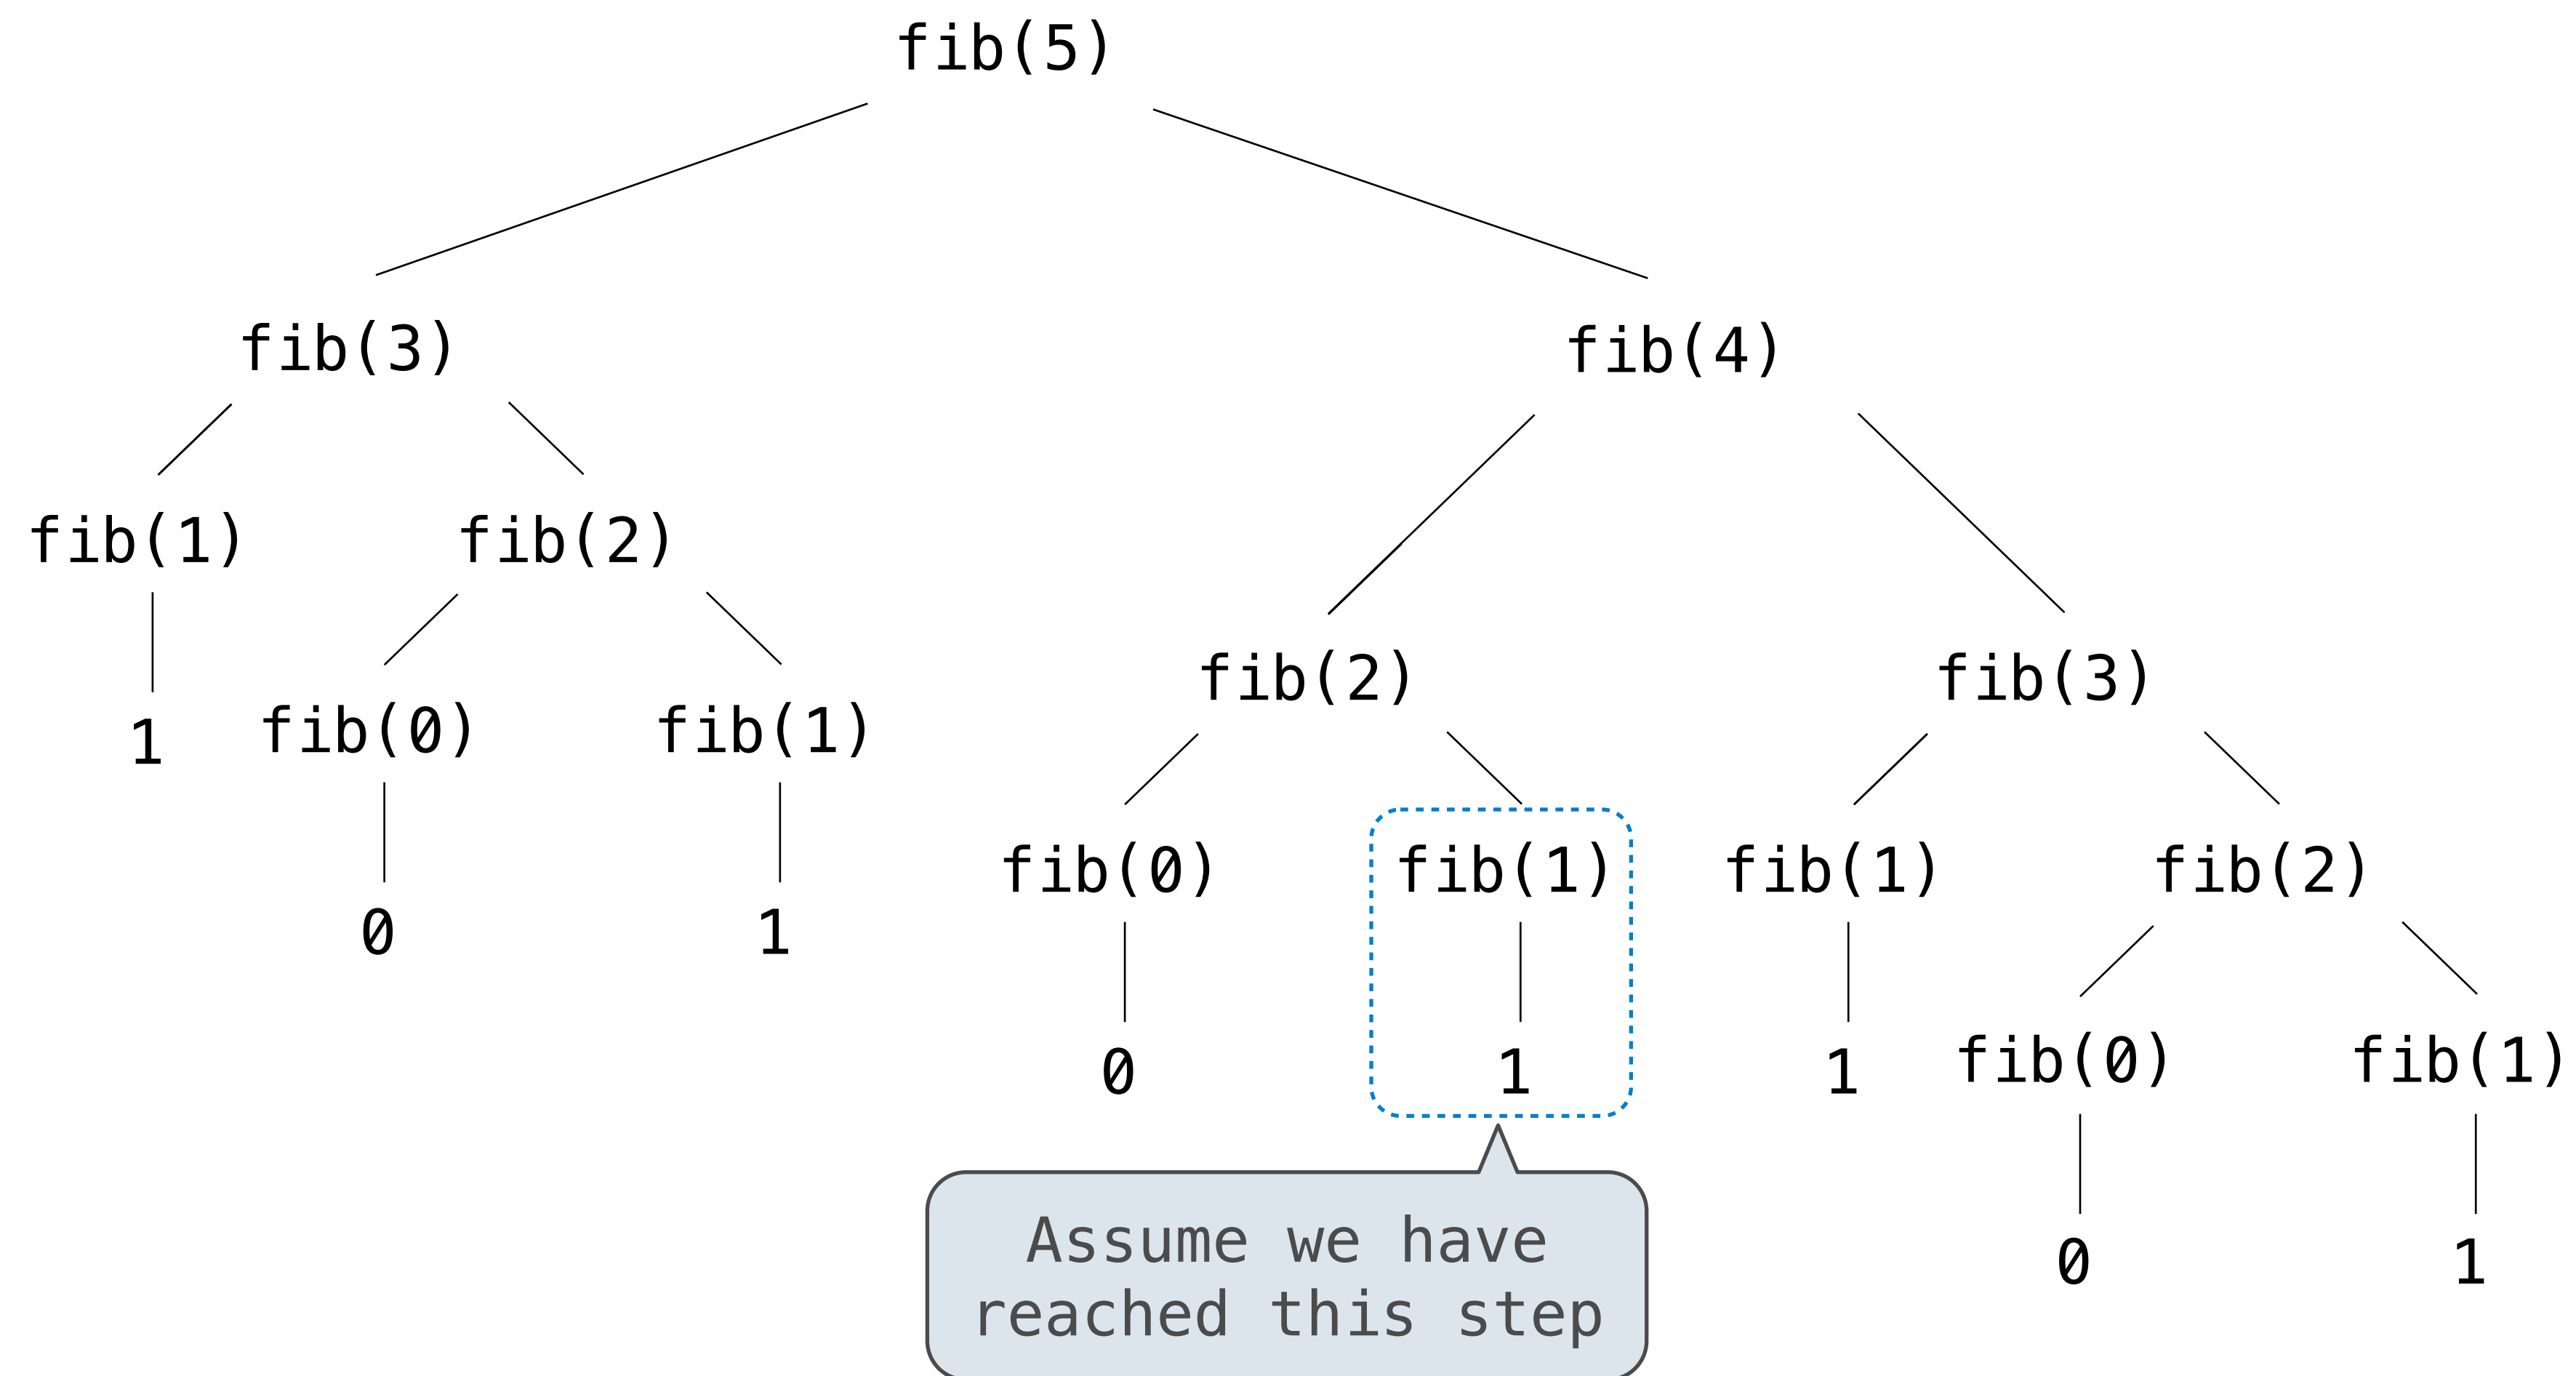 fib(5)
fib(3)
fib(4)
fib(1)
fib(2)
fib(2)
fib(3)
1
fib(0)
fib(1)
fib(0)
fib(1)
fib(1)
fib(2)
0
1
0
1
1
fib(0)
fib(1)
0
1
Assume we have
reached this step